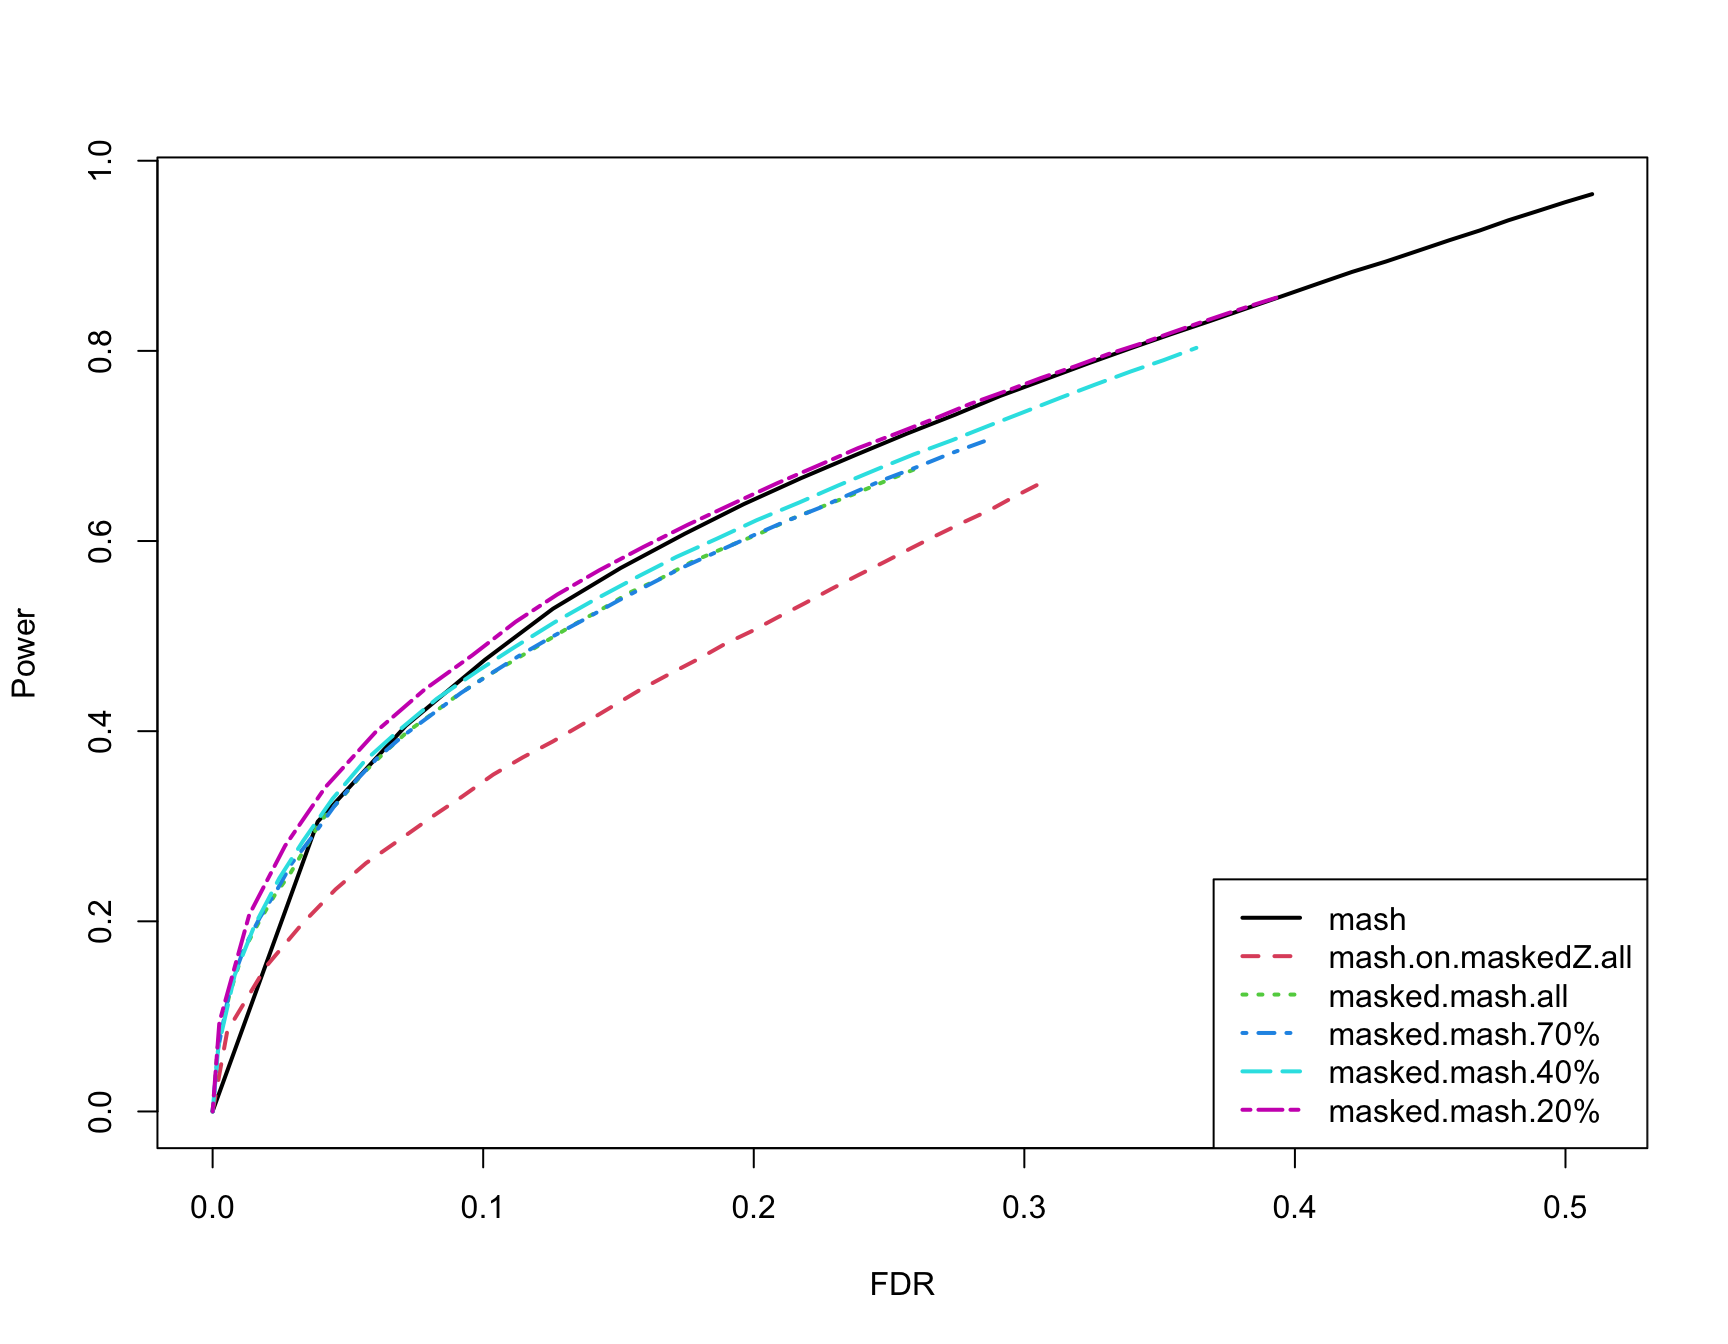 1.0
0.8
0.6
0.4
0.2
0.0
Power
0.0 0.1 0.2 0.3 0.4 0.5
FDR
mash
mash.on.maskedZ.all
masked.mash.all
masked.mash.70%
masked.mash.40%
masked.mash.20%